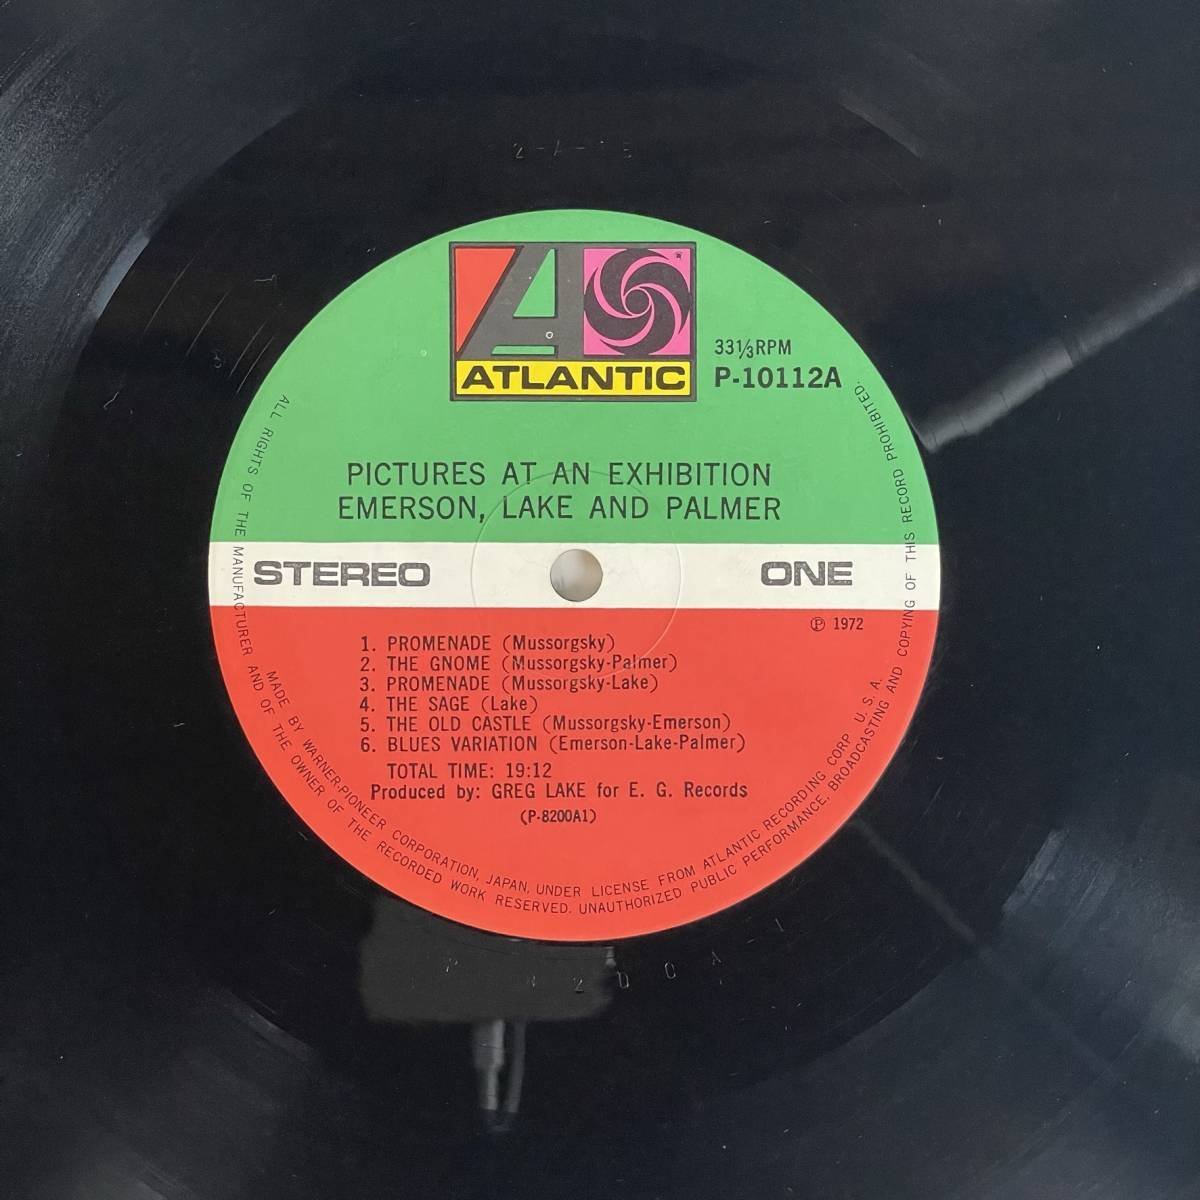 ATLANTIC
33⅓RPM
P-10112A
PICTURES AT AN EXHIBITION
EMERSON, LAKE AND PALMER
STEREO
ONE
Ⓟ 1972
1. PROMENADE (Mussorgsky)
2. THE GNOME (Mussorgsky-Palmer)
3. PROMENADE (Mussorgsky-Lake)
4. THE SAGE (Lake)
5. THE OLD CASTLE (Mussorgsky-Emerson)
6. BLUES VARIATION (Emerson-Lake-Palmer)
TOTAL TIME: 19:12
Produced by: GREG LAKE for E. G. Records
(P-8200A1)
MADE BY WARNER-PIONEER CORPORATION, JAPAN, UNDER LICENSE FROM ATLANTIC RECORDING CORP U. S. A.
ALL RIGHTS OF THE MANUFACTURER AND OF THE OWNER OF THE RECORDED WORK RESERVED. UNAUTHORIZED PUBLIC PERFORMANCE, BROADCASTING AND COPYING OF THIS RECORD PROHIBITED.